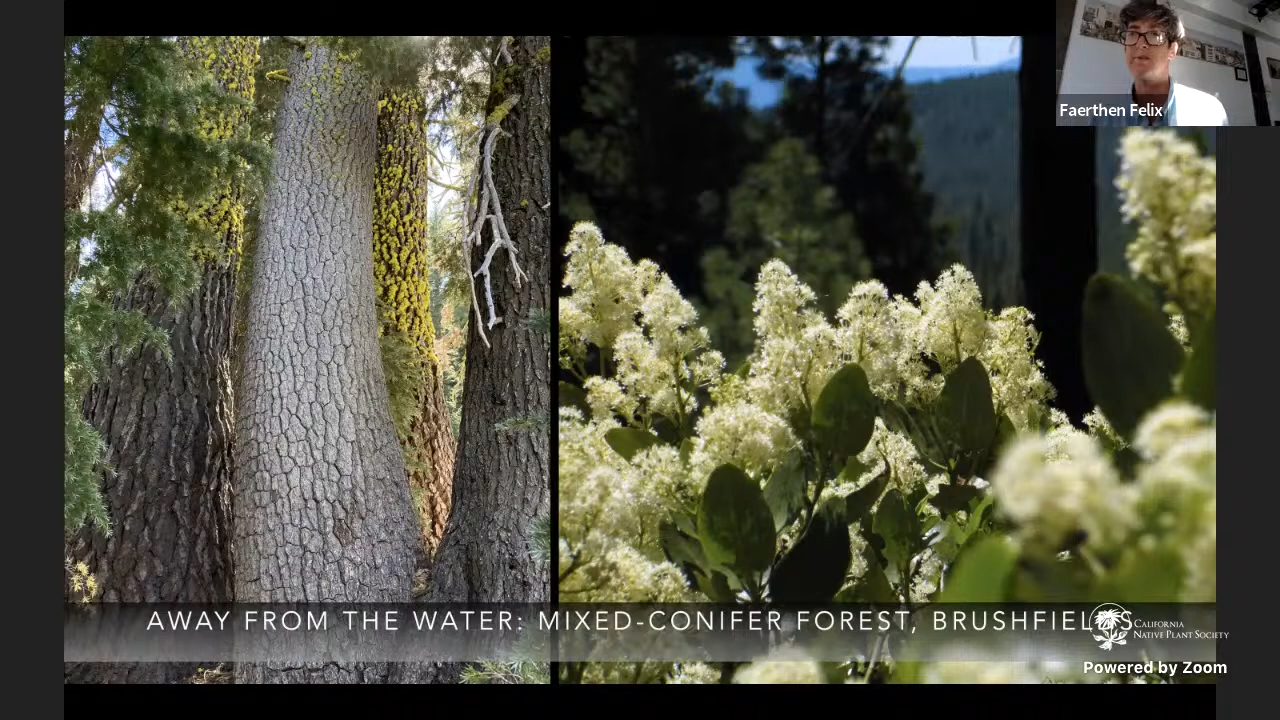 Faerthen Felix
AWAY FROM THE WATER: MIXED-CONIFER FOREST, BRUSHFIELDS
CALIFORNIA
NATIVE PLANT SOCIETY
Powered by Zoom